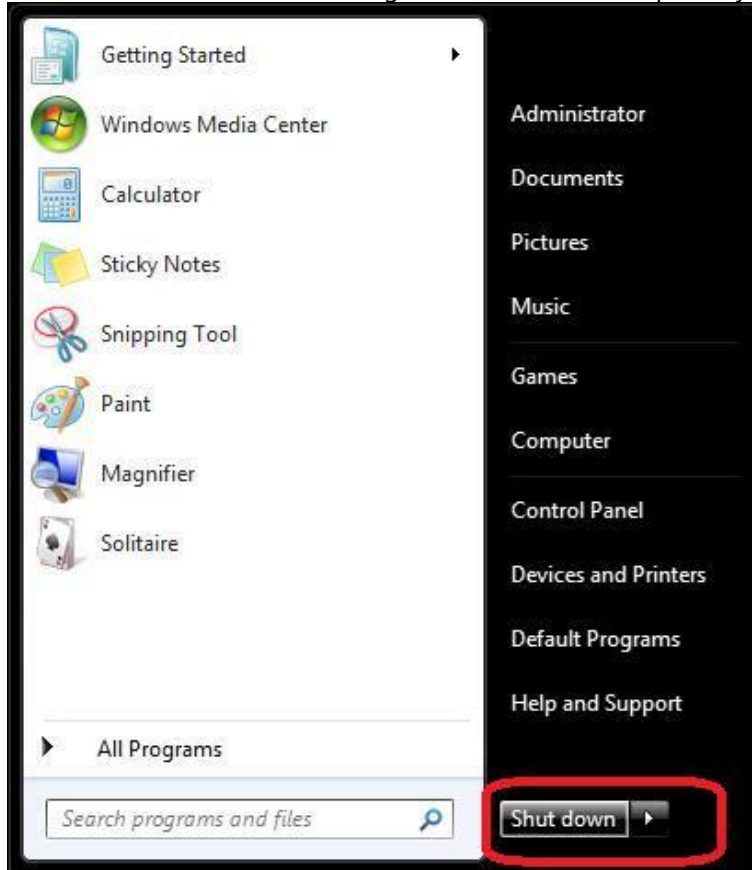 Getting Started
Windows Media Center
Calculator
Sticky Notes
Snipping Tool
Paint
Magnifier
Solitaire
All Programs
Search programs and files
Administrator
Documents
Pictures
Music
Games
Computer
Control Panel
Devices and Printers
Default Programs
Help and Support
Shut down